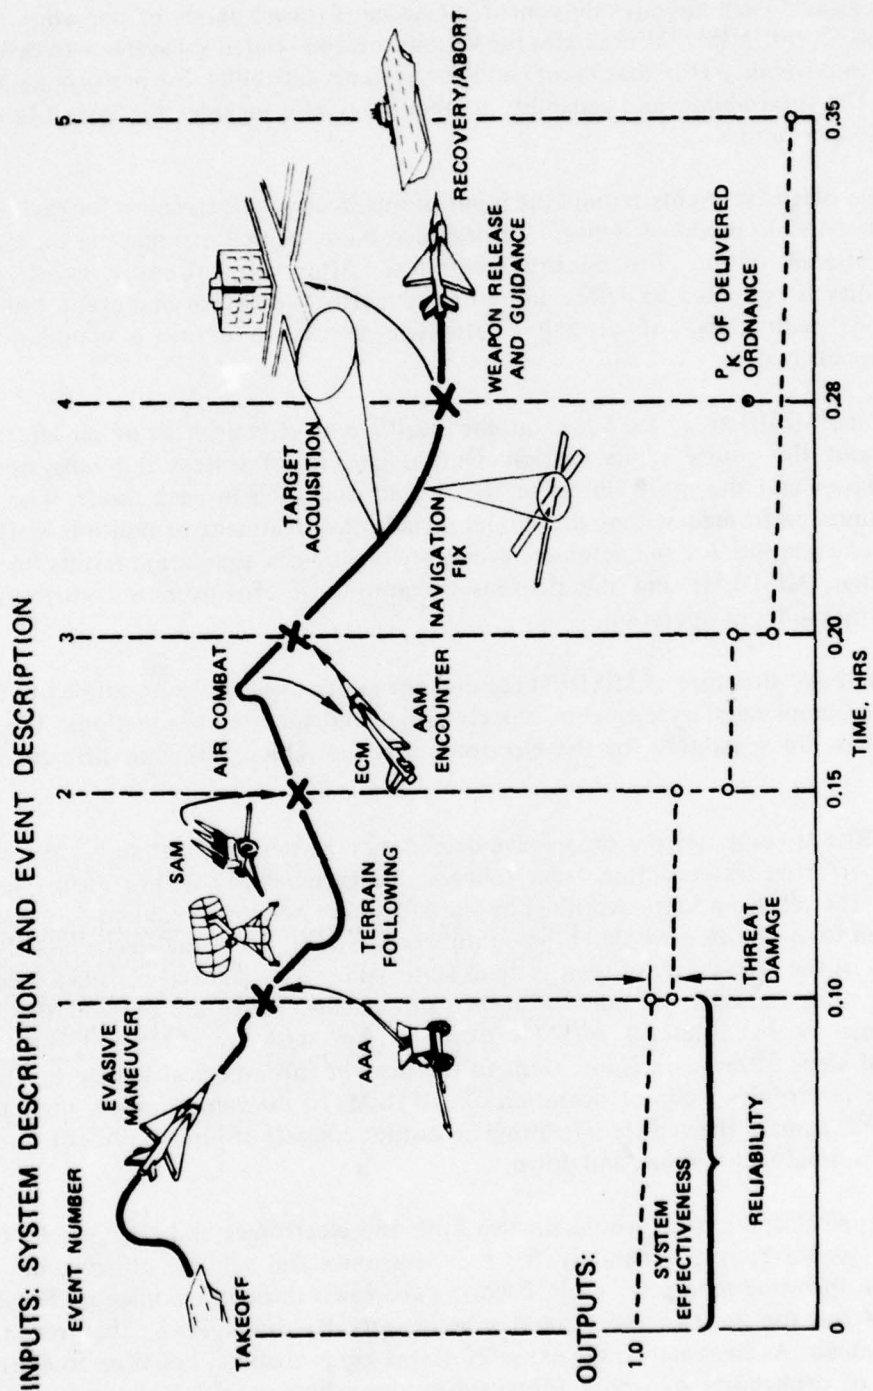 INPUTS: SYSTEM DESCRIPTION AND EVENT DESCRIPTION
EVENT NUMBER
1
2
3
4
5
EVASIVE
MANEUVER
TAKEOFF
AAA
SAM
TERRAIN
FOLLOWING
AIR COMBAT
ECM
AAM
ENCOUNTER
TARGET
ACQUISITION
NAVIGATION
FIX
WEAPON RELEASE
AND GUIDANCE
RECOVERY/ABORT
OUTPUTS:
1.0
SYSTEM
EFFECTIVENESS
RELIABILITY
THREAT
DAMAGE
PK OF DELIVERED
ORDNANCE
0
0.10
0.15
0.20
0.28
0.35
TIME, HRS